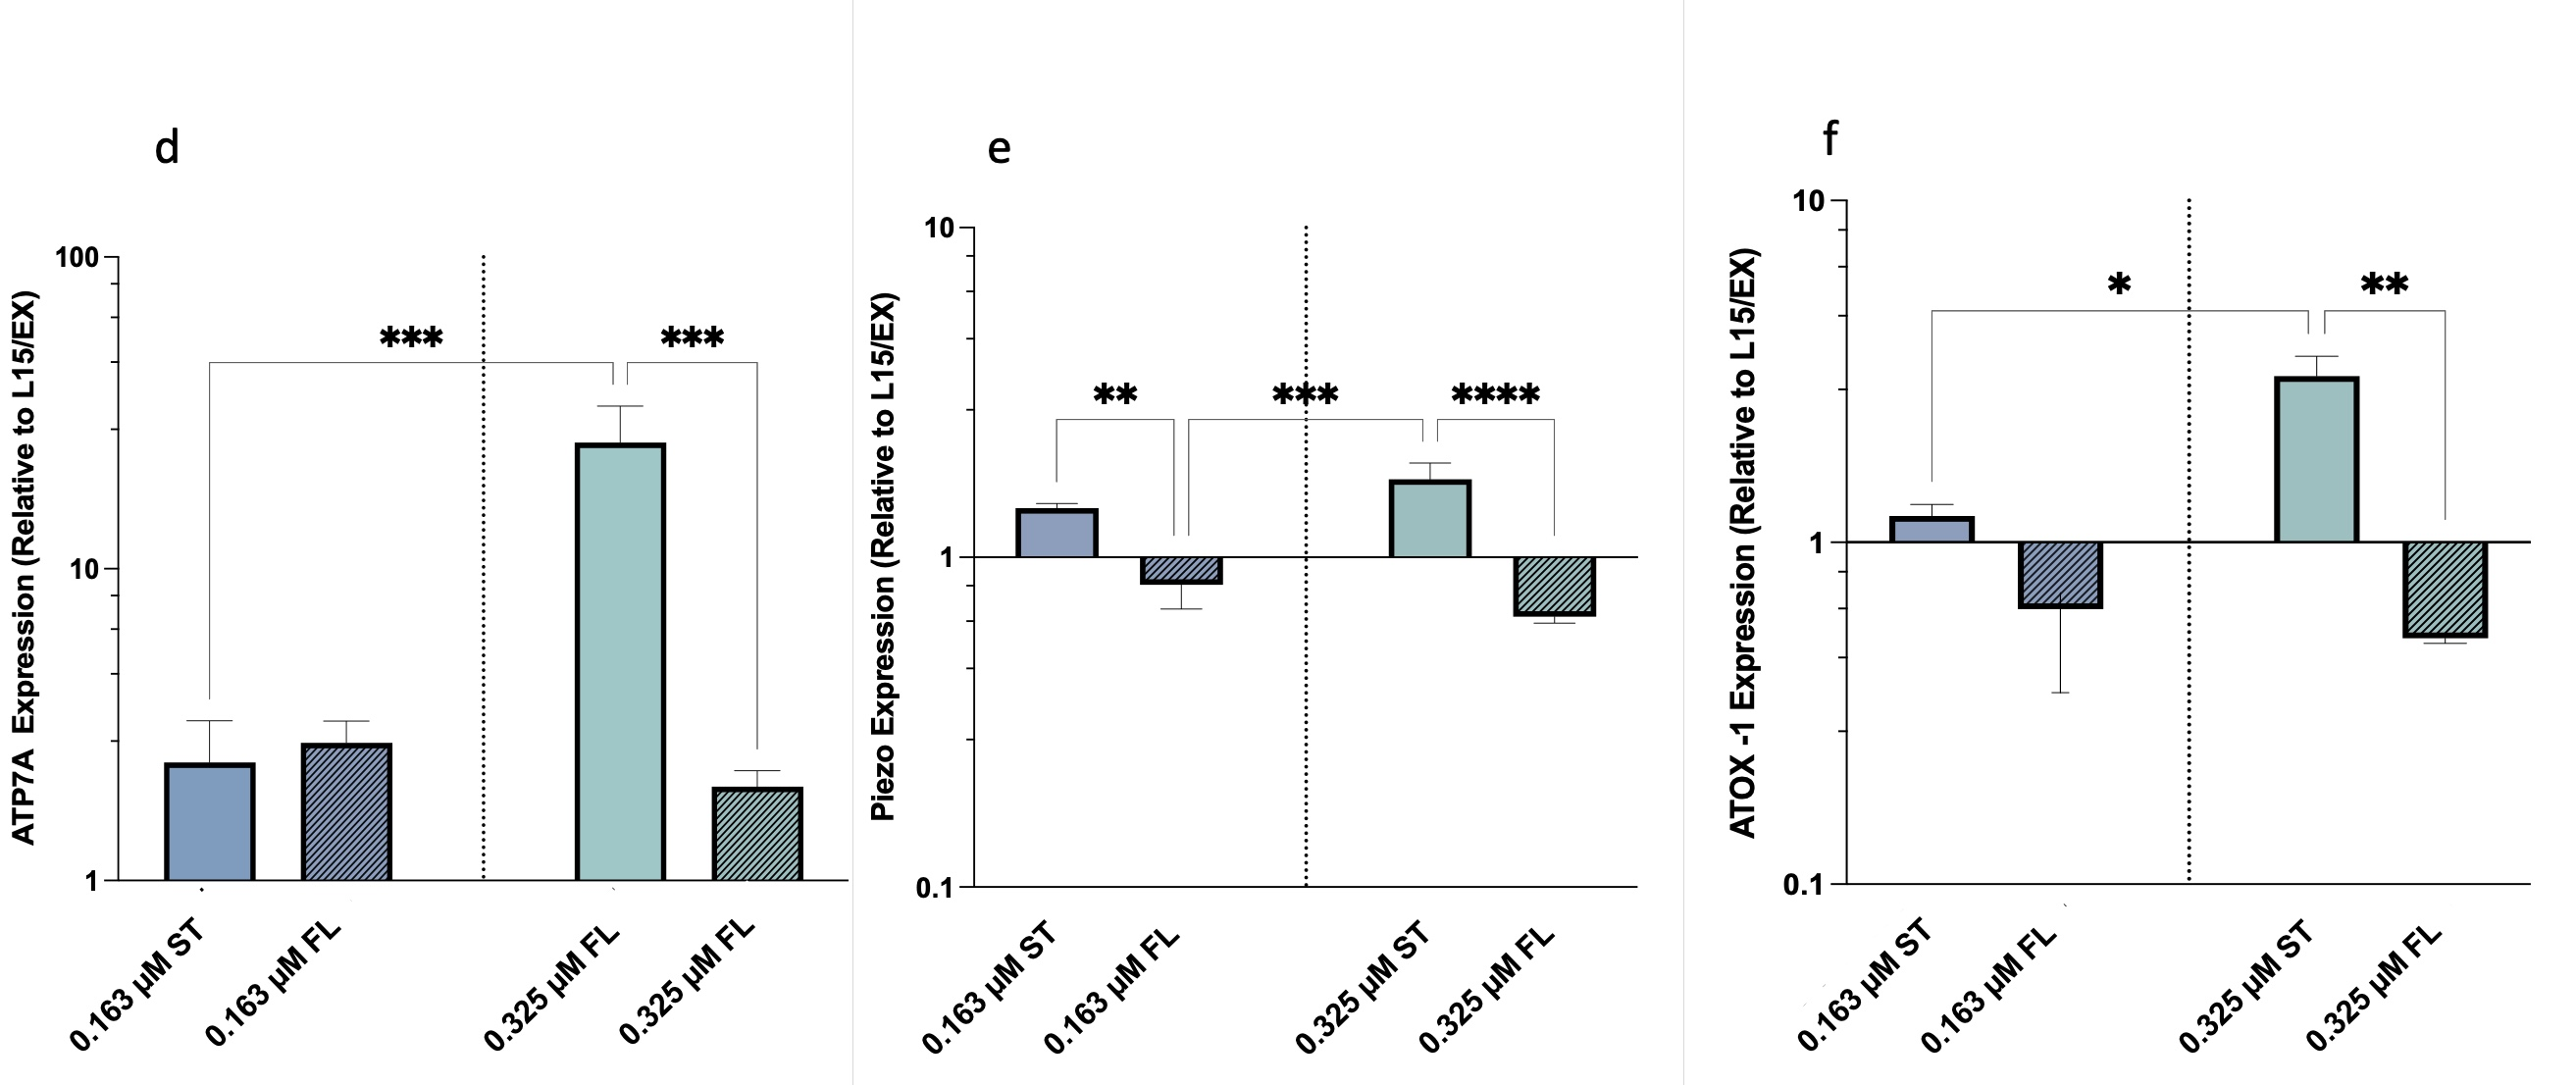 d
ATP7A Expression (Relative to L15/EX)
100
10
1
***
***
0.163 µM ST
0.163 µM FL
0.325 µM FL
0.325 µM FL
e
Piezo Expression (Relative to L15/EX)
10
1
0.1
**
***
****
0.163 µM ST
0.163 µM FL
0.325 µM ST
0.325 µM FL
f
ATOX -1 Expression (Relative to L15/EX)
10
1
0.1
*
**
0.163 µM ST
0.163 µM FL
0.325 µM ST
0.325 µM FL